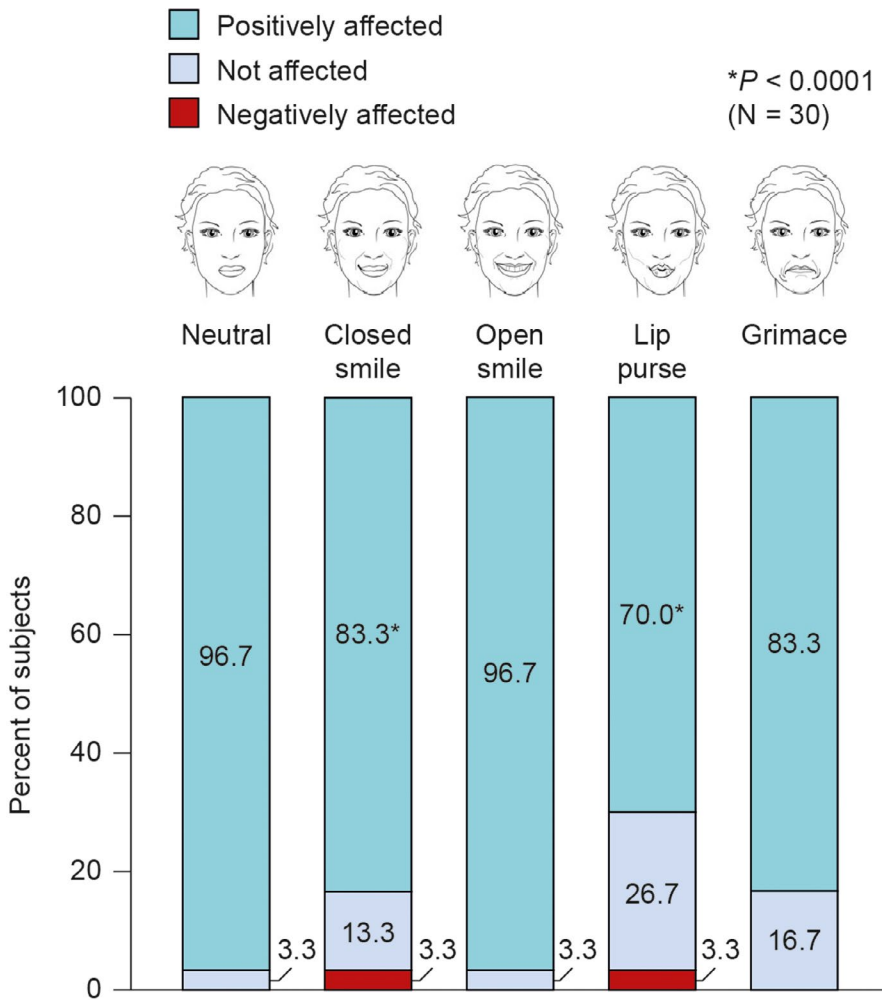 Positively affected
Not affected
Negatively affected
*P < 0.0001
(N = 30)
Neutral
Closed
smile
Open
smile
Lip
purse
Grimace
Percent of subjects
100
80
60
40
20
0
96.7
3.3
83.3*
13.3
3.3
96.7
3.3
70.0*
26.7
3.3
83.3
16.7